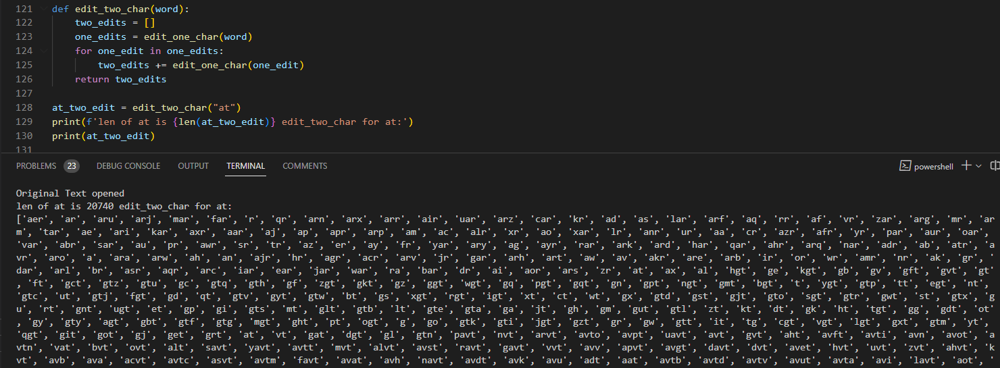 121 def edit_two_char(word):
122     two_edits = []
123     one_edits = edit_one_char(word)
124     for one_edit in one_edits:
125         two_edits += edit_one_char(one_edit)
126     return two_edits
127
128 at_two_edit = edit_two_char("at")
129 print(f'len of at is {len(at_two_edit)} edit_two_char for at:')
130 print(at_two_edit)
131
PROBLEMS 23 DEBUG CONSOLE OUTPUT TERMINAL COMMENTS powershell
Original Text opened
len of at is 20740 edit_two_char for at:
['aer', 'ar', 'aru', 'arj', 'mar', 'far', 'r', 'qr', 'arn', 'arx', 'arr', 'air', 'uar', 'arz', 'car', 'kr', 'ad', 'as', 'lar', 'arf', 'aq', 'rr', 'af', 'vr', 'zar', 'arg', 'mr', 'ar
m', 'tar', 'ae', 'ari', 'kar', 'axr', 'aar', 'aj', 'ap', 'apr', 'arp', 'am', 'ac', 'alr', 'xr', 'ao', 'xar', 'lr', 'anr', 'ur', 'aa', 'cr', 'azr', 'afr', 'yr', 'par', 'aur', 'oar',
'var', 'abr', 'sar', 'au', 'pr', 'awr', 'sr', 'tr', 'az', 'er', 'ay', 'fr', 'yar', 'ary', 'ag', 'ayr', 'rar', 'ark', 'ard', 'har', 'qar', 'ahr', 'arq', 'nar', 'adr', 'ab', 'atr', 'a
vr', 'aro', 'a', 'ara', 'arw', 'ah', 'an', 'ajr', 'hr', 'agr', 'acr', 'arv', 'jr', 'gar', 'arh', 'art', 'aw', 'av', 'akr', 'are', 'arb', 'ir', 'or', 'wr', 'amr', 'nr', 'ak', 'gr', '
dar', 'arl', 'br', 'asr', 'aqr', 'arc', 'iar', 'ear', 'jar', 'war', 'ra', 'bar', 'dr', 'ai', 'aor', 'ars', 'zr', 'at', 'ax', 'al', 'hgt', 'ge', 'kgt', 'gb', 'gv', 'gft', 'gvt', 'gt'
, 'ft', 'gct', 'gtz', 'gtu', 'gc', 'gtq', 'gth', 'gf', 'zgt', 'gkt', 'gz', 'ggt', 'wgt', 'gq', 'pgt', 'gqt', 'gn', 'gpt', 'ngt', 'gmt', 'bgt', 't', 'ygt', 'gtp', 'tt', 'egt', 'nt',
'gtc', 'ut', 'gtj', 'fgt', 'gd', 'qt', 'gtv', 'gyt', 'gtw', 'bt', 'gs', 'xgt', 'rgt', 'igt', 'xt', 'ct', 'wt', 'gx', 'gtd', 'gst', 'gjt', 'gto', 'sgt', 'gtr', 'gwt', 'st', 'gtx', 'g
u', 'rt', 'gnt', 'ugt', 'et', 'gp', 'gi', 'gts', 'mt', 'glt', 'gtb', 'lt', 'gte', 'gta', 'ga', 'jt', 'gh', 'gm', 'gut', 'gtl', 'zt', 'kt', 'dt', 'gk', 'ht', 'tgt', 'gg', 'gdt', 'ot'
, 'gy', 'gty', 'agt', 'gbt', 'gtf', 'gtg', 'mgt', 'ght', 'pt', 'ogt', 'g', 'go', 'gtk', 'gti', 'jgt', 'gzt', 'gr', 'gw', 'gtt', 'it', 'tg', 'cgt', 'vgt', 'lgt', 'gxt', 'gtm', 'yt',
'qgt', 'git', 'got', 'gj', 'get', 'grt', 'at', 'vt', 'gat', 'dgt', 'gl', 'gtn', 'pavt', 'nvt', 'arvt', 'avto', 'avpt', 'uavt', 'avt', 'gvt', 'aht', 'avft', 'avti', 'avn', 'avot', 'a
vtn', 'vat', 'bvt', 'ovt', 'alt', 'savt', 'yavt', 'avtt', 'mvt', 'alvt', 'avst', 'ravt', 'gavt', 'vvt', 'avv', 'apvt', 'avgt', 'davt', 'dvt', 'avet', 'hvt', 'uvt', 'zvt', 'ahvt', 'k
vt', 'avb', 'ava', 'acvt', 'avtc', 'asvt', 'avtm', 'favt', 'avat', 'avh', 'navt', 'avdt', 'avk', 'avu', 'adt', 'aat', 'avtb', 'avtd', 'avtv', 'avut', 'avta', 'avi', 'lavt', 'aot', '